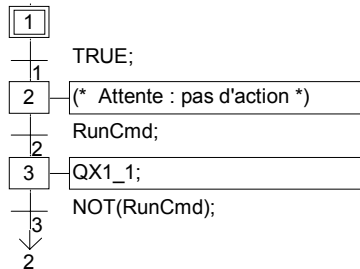 1
TRUE;
1
2 (* Attente : pas d'action *)
RunCmd;
2
3 QX1_1;
NOT(RunCmd);
3
2